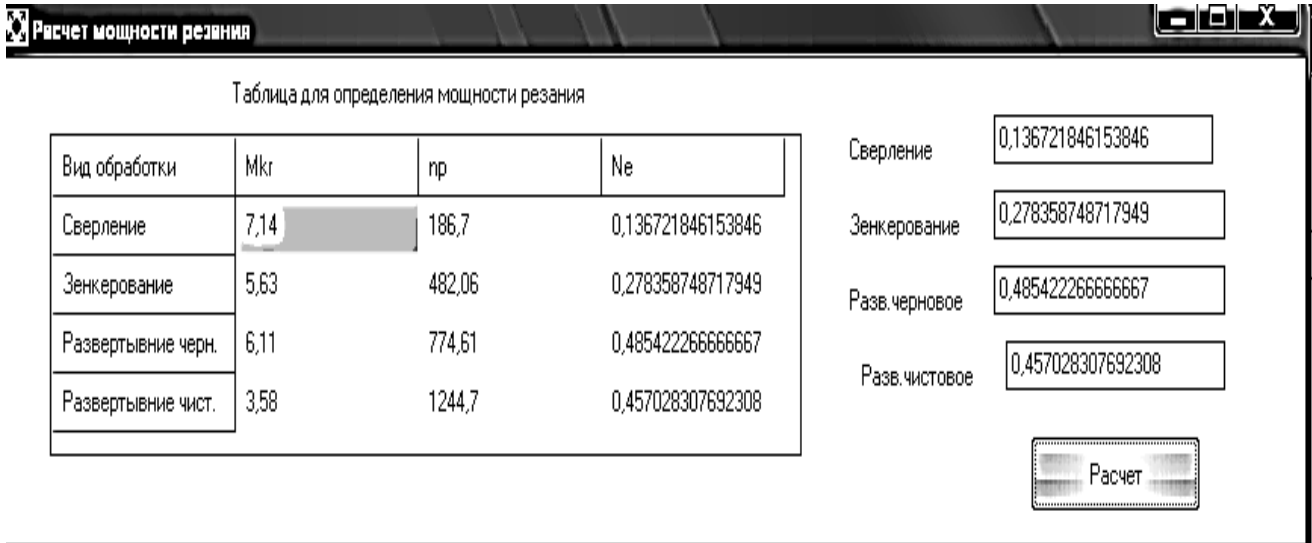 Расчет мощности резания
Таблица для определения мощности резания
Вид обработки Mkr np Ne
Сверление 7,14 186,7 0,136721846153846
Зенкерование 5,63 482,06 0,278358748717949
Развертывние черн. 6,11 774,61 0,485422266666667
Развертывние чист. 3,58 1244,7 0,457028307692308
Сверление 0,136721846153846
Зенкерование 0,278358748717949
Разв.черновое 0,485422266666667
Разв.чистовое 0,457028307692308
Расчет